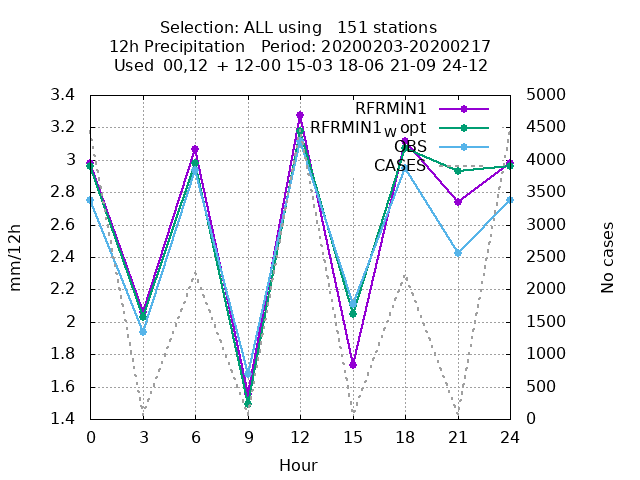 Selection: ALL using   151 stations
12h Precipitation   Period: 20200203-20200217
Used  00,12  + 12-00 15-03 18-06 21-09 24-12
RFRMIN1
RFRMIN1w opt
OBS
CASES
3.4
3.2
3
2.8
2.6
2.4
2.2
2
1.8
1.6
1.4
5000
4500
4000
3500
3000
2500
2000
1500
1000
500
0
mm/12h
No cases
0 3 6 9 12 15 18 21 24
Hour